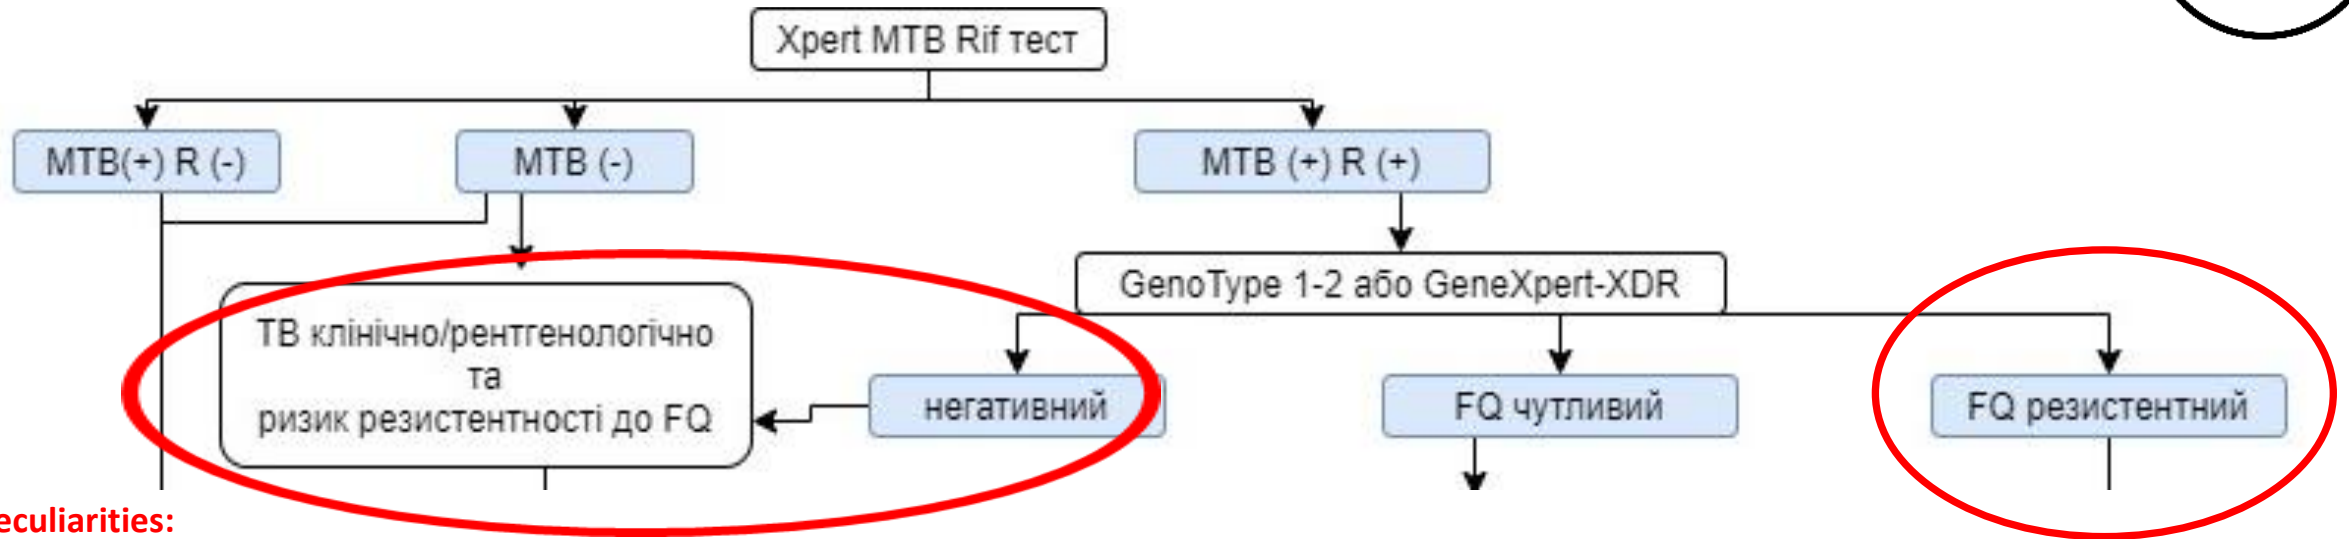 Xpert MTB Rif тест
MTB(+) R (-)
MTB (-)
MTB (+) R (+)
GenoType 1-2 або GeneXpert-XDR
ТВ клінічно/рентгенологічно
та
ризик резистентності до FQ
негативний
FQ чутливий
FQ резистентний
eculiarities: